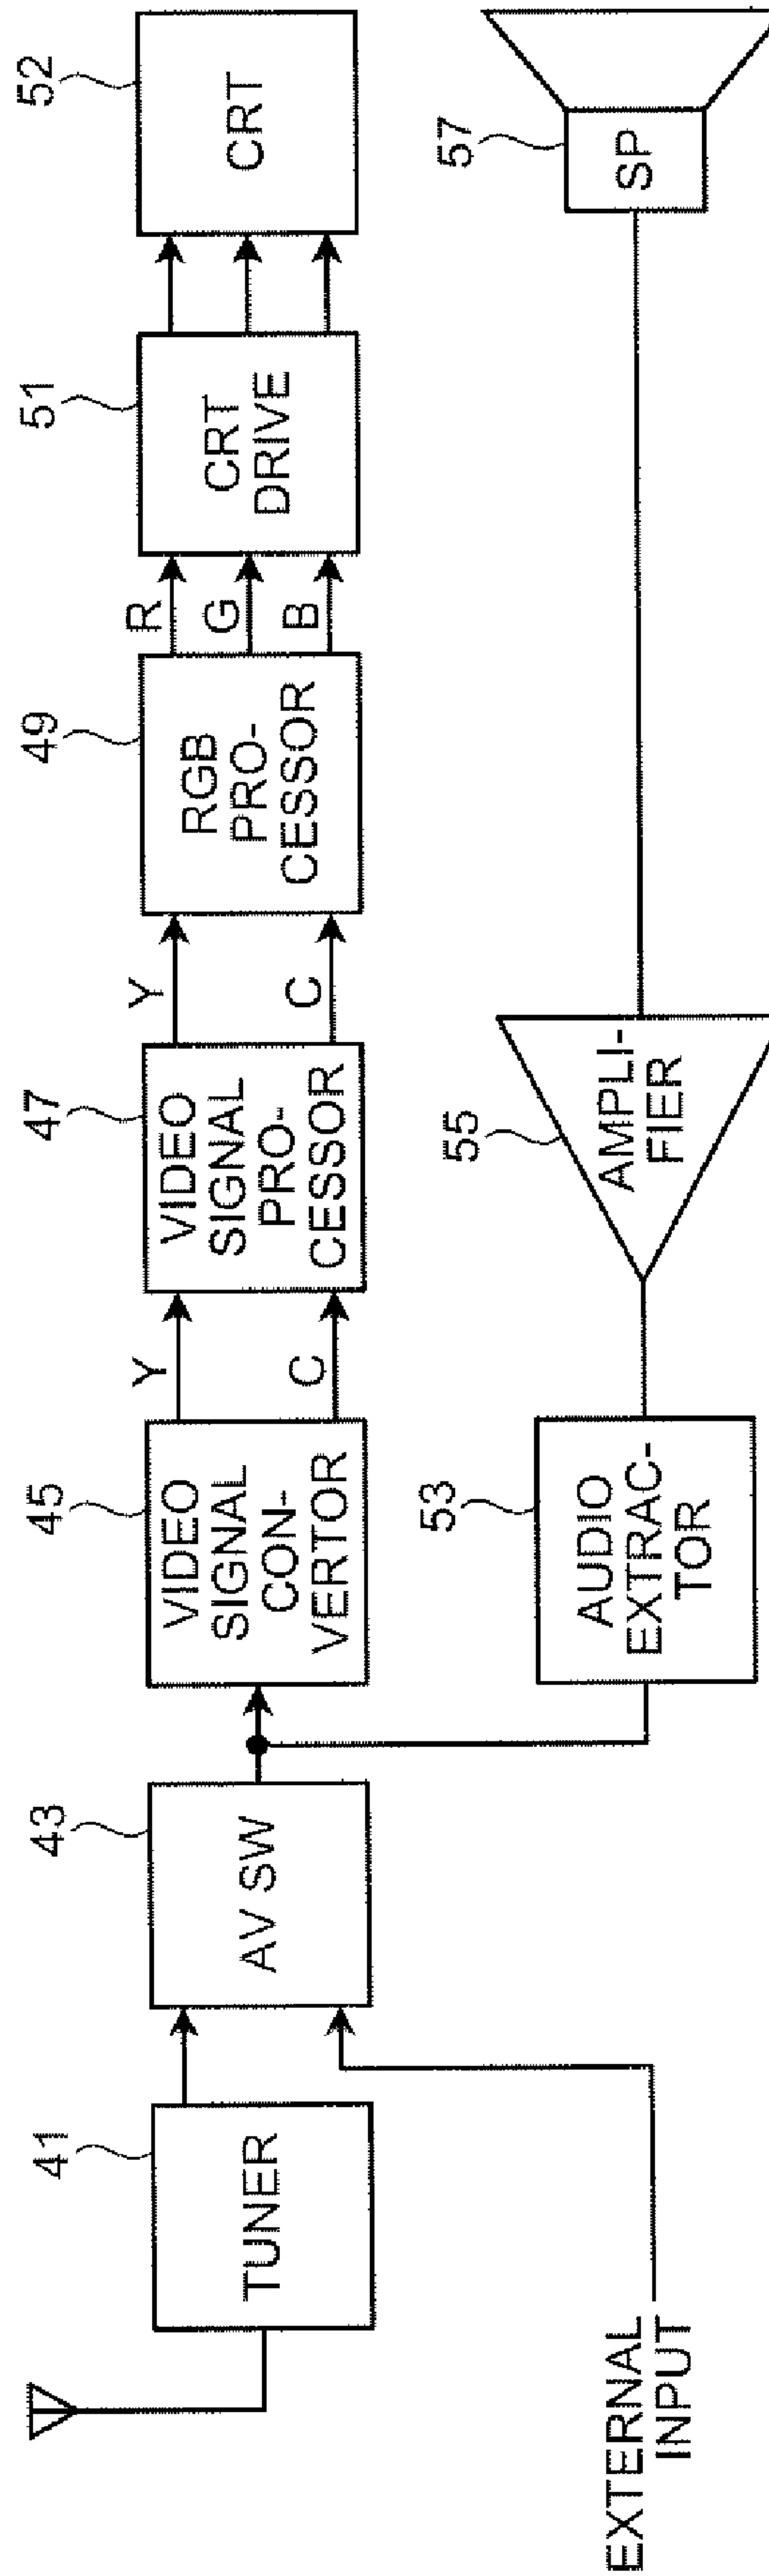 41
TUNER
EXTERNAL
INPUT
43
AV SW
45
VIDEO
SIGNAL
CON-
VERTOR
Y
C
47
VIDEO
SIGNAL
PRO-
CESSOR
Y
C
49
RGB
PRO-
CESSOR
R
G
B
51
CRT
DRIVE
52
CRT
53
AUDIO
EXTRAC-
TOR
55
AMPLI-
FIER
57
SP